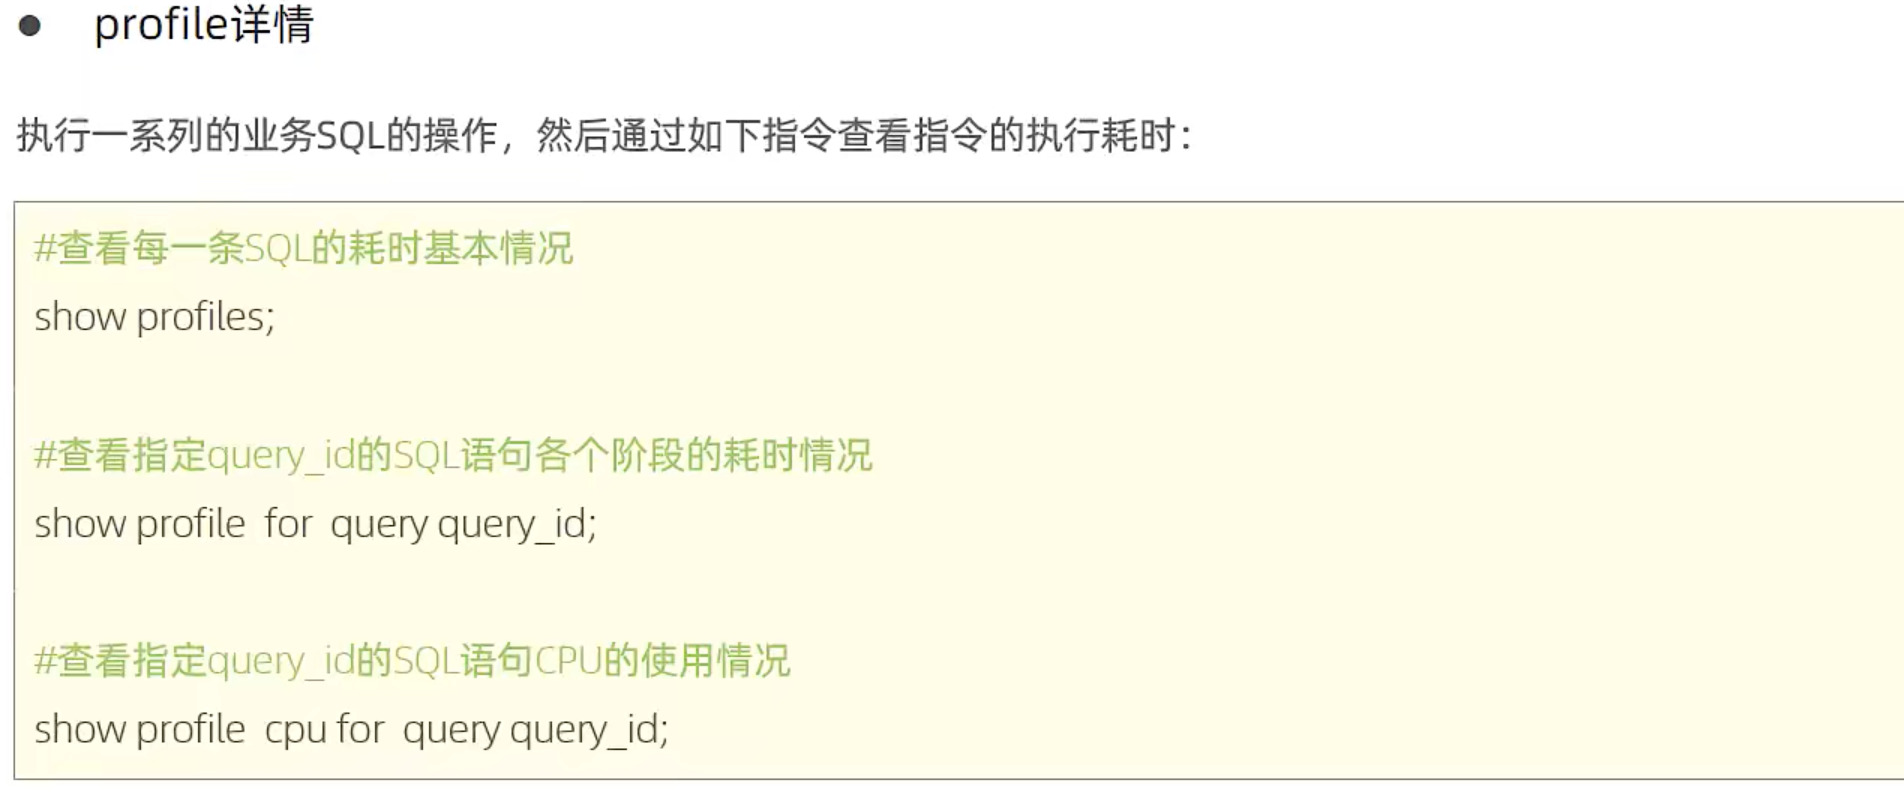 ● profile详情
执行一系列的业务SQL的操作，然后通过如下指令查看指令的执行耗时：
#查看每一条SQL的耗时基本情况
show profiles;
#查看指定query_id的SQL语句各个阶段的耗时情况
show profile for query query_id;
#查看指定query_id的SQL语句CPU的使用情况
show profile cpu for query query_id;